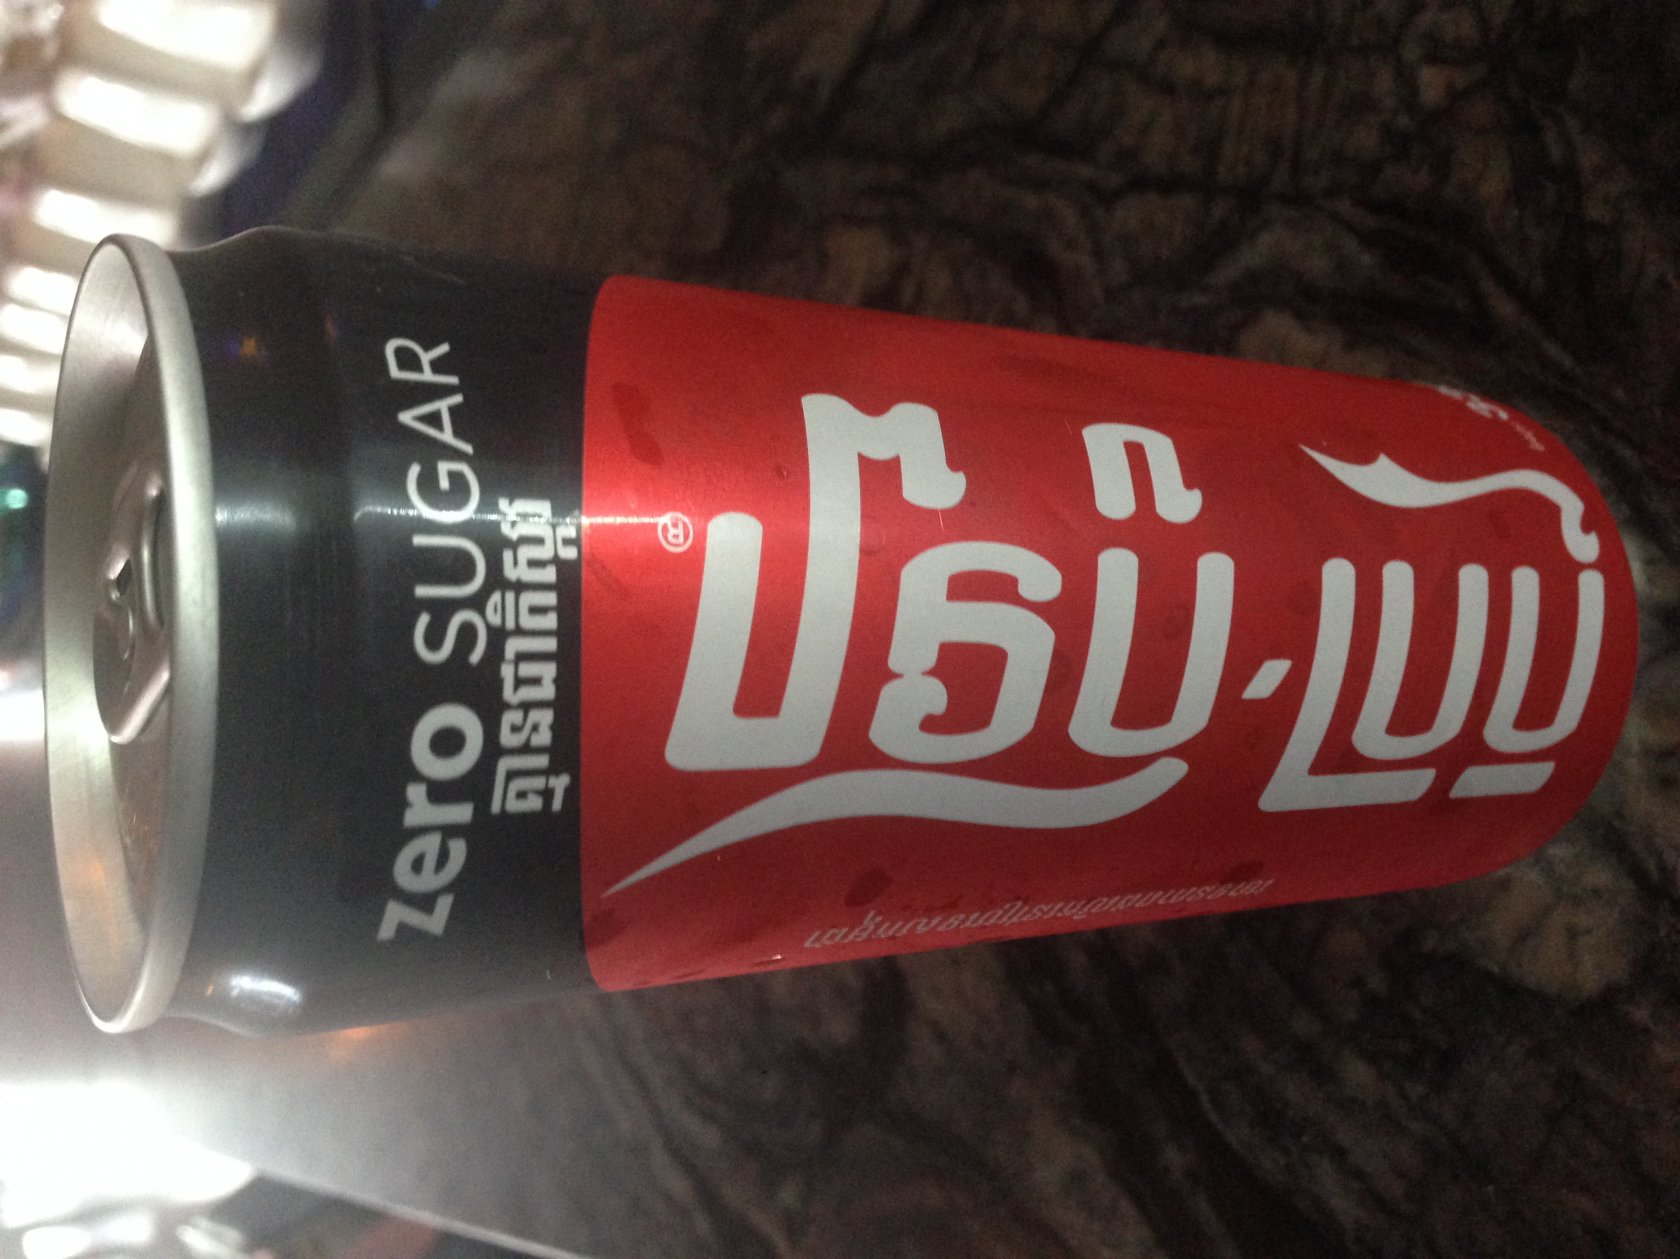 zero SUGAR
គ្មានជាតិស្ករ
កូកា-កូឡា®